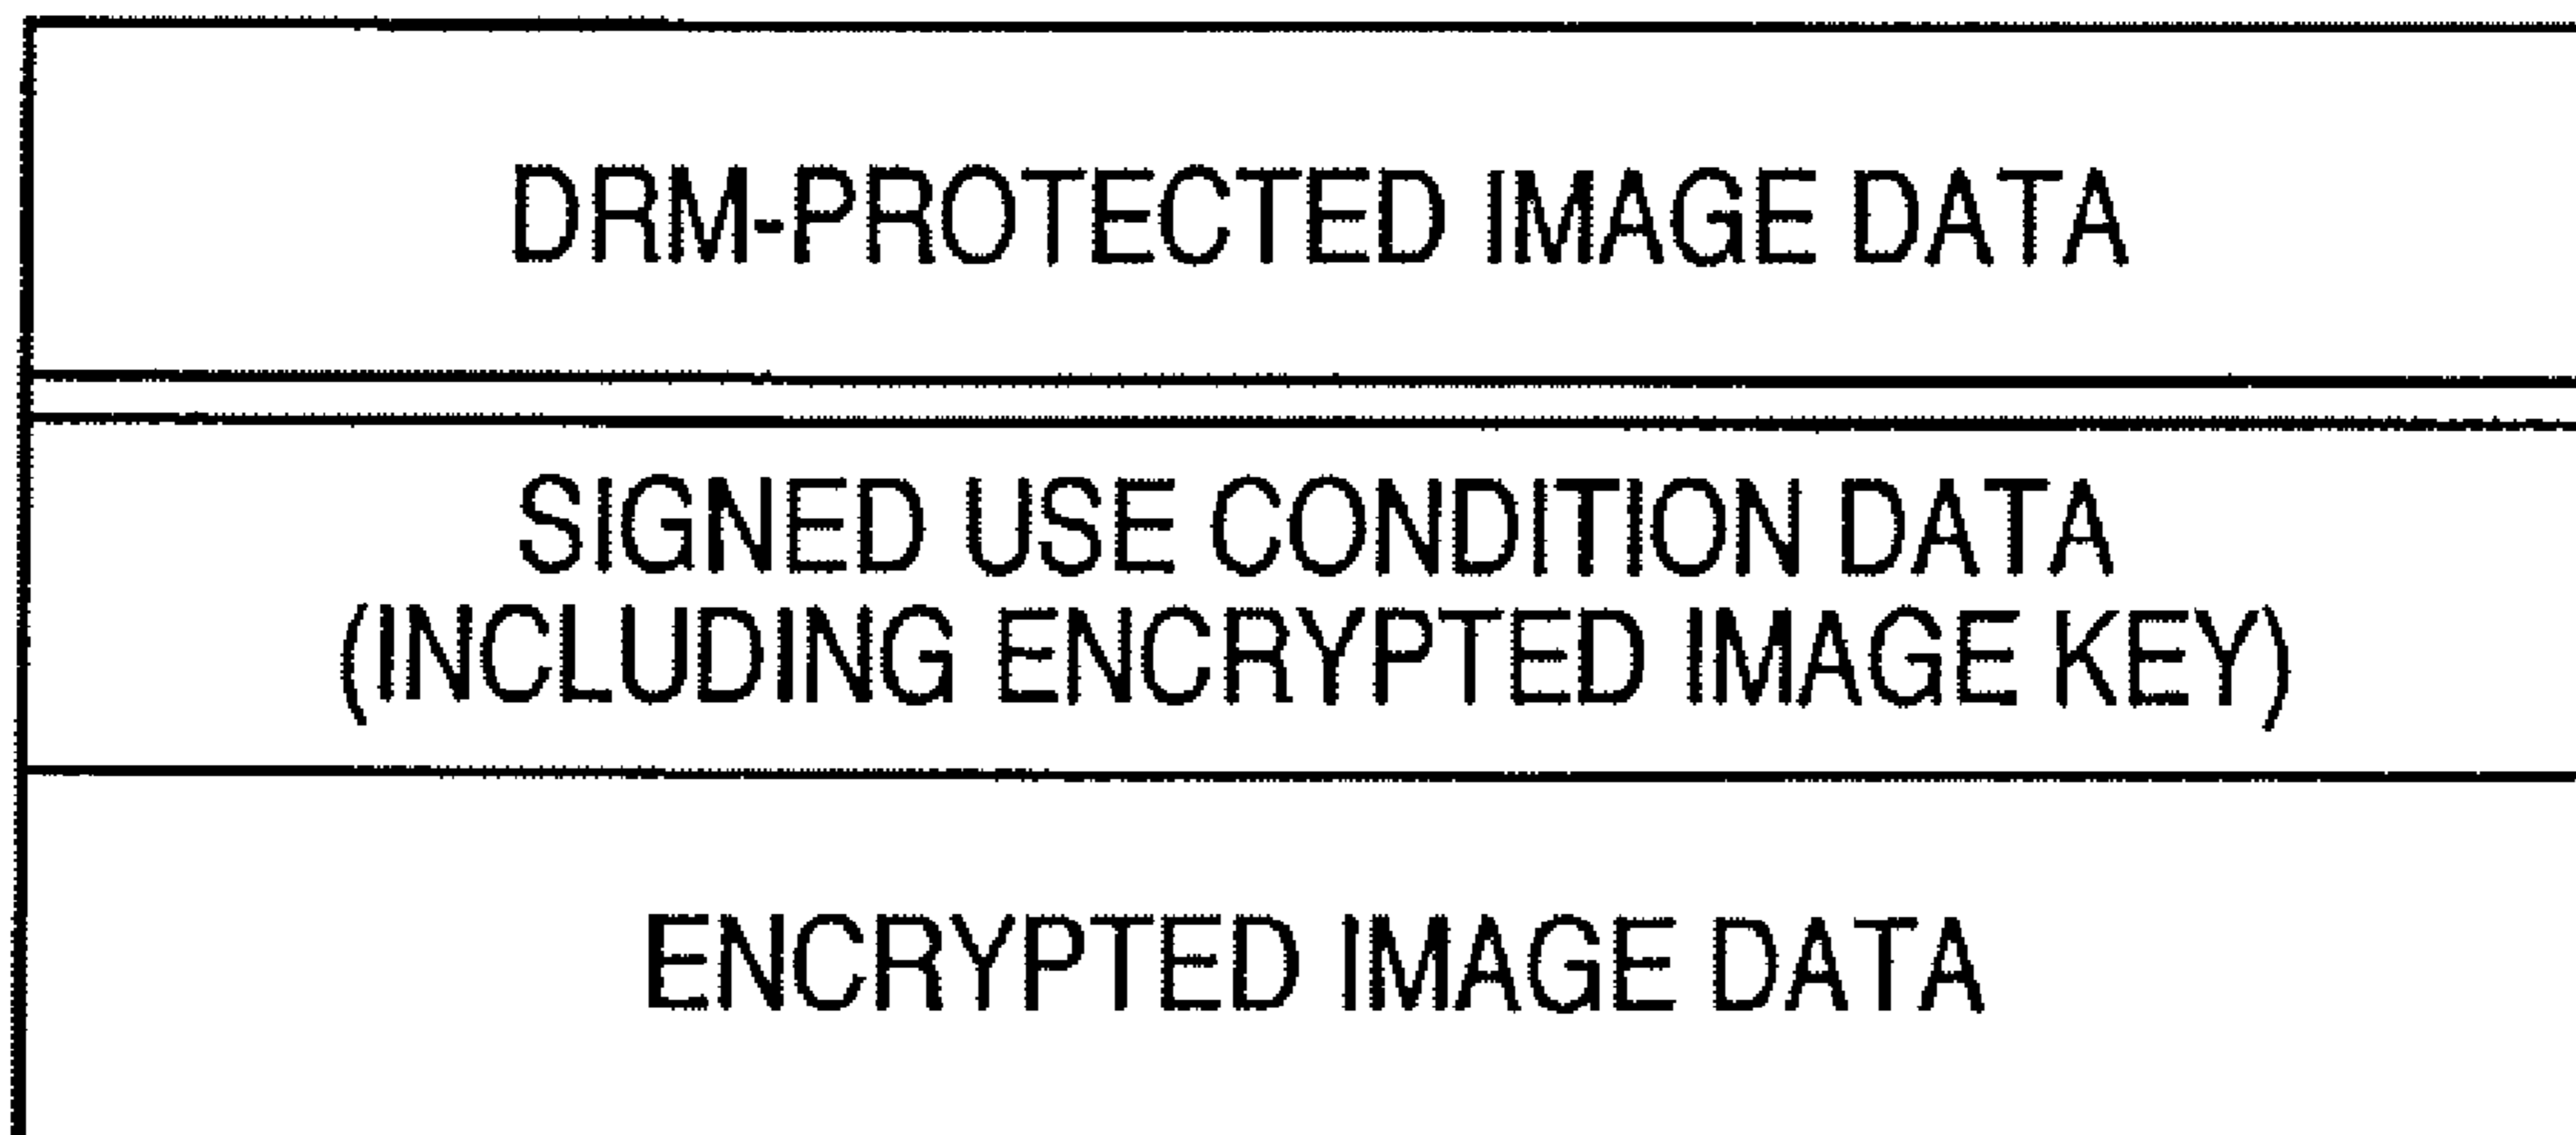 DRM-PROTECTED IMAGE DATA
SIGNED USE CONDITION DATA
(INCLUDING ENCRYPTED IMAGE KEY)
ENCRYPTED IMAGE DATA